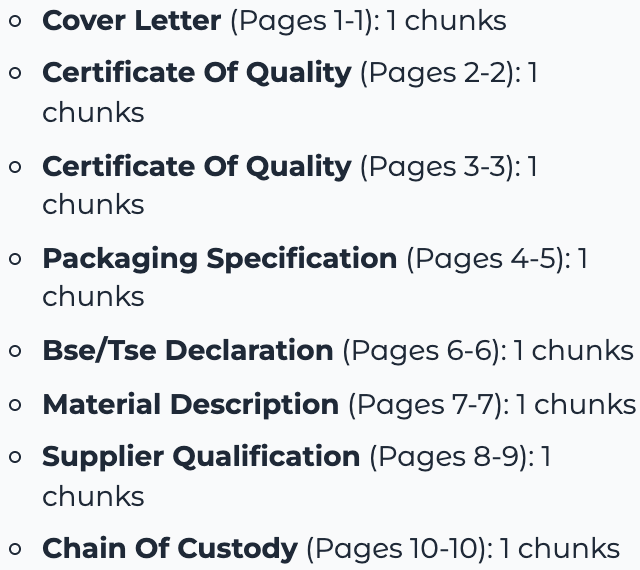 Cover Letter (Pages 1-1): 1 chunks
Certificate Of Quality (Pages 2-2): 1
chunks
Certificate Of Quality (Pages 3-3): 1
chunks
Packaging Specification (Pages 4-5): 1
chunks
Bse/Tse Declaration (Pages 6-6): 1 chunks
Material Description (Pages 7-7): 1 chunks
Supplier Qualification (Pages 8-9): 1
chunks
Chain Of Custody (Pages 10-10): 1 chunks